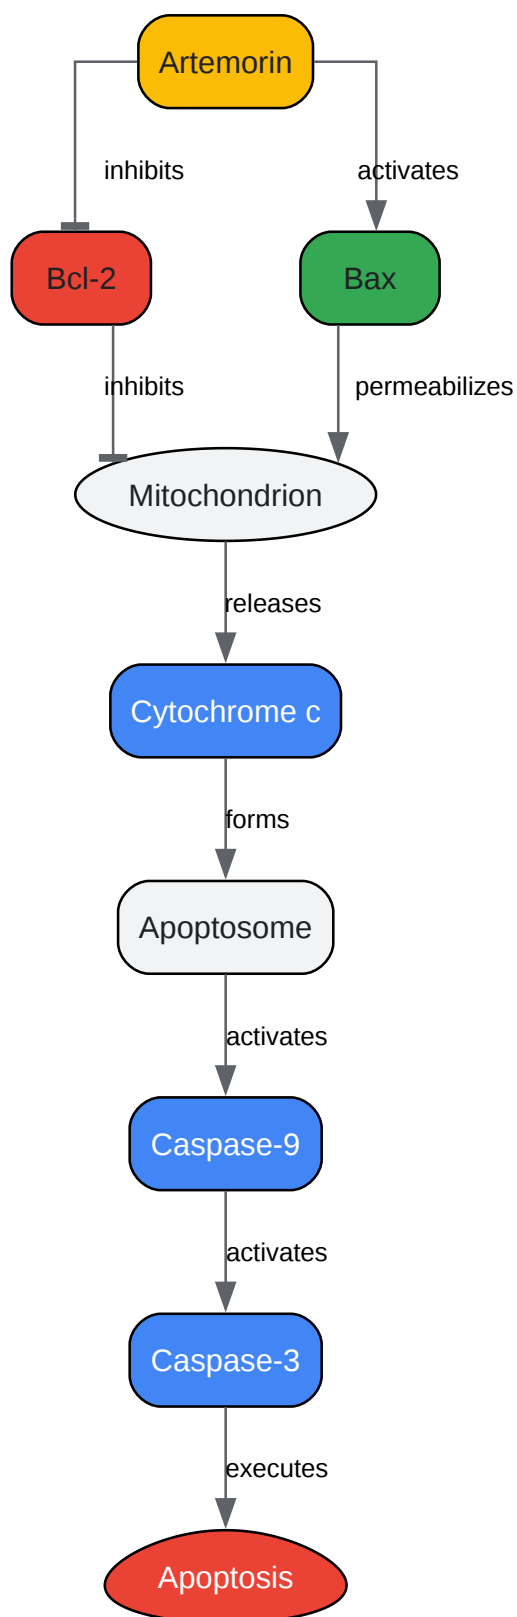 Artemorin
inhibits
activates
Bcl-2
Bax
inhibits
permeabilizes
Mitochondrion
releases
Cytochrome c
forms
Apoptosome
activates
Caspase-9
activates
Caspase-3
executes
Apoptosis